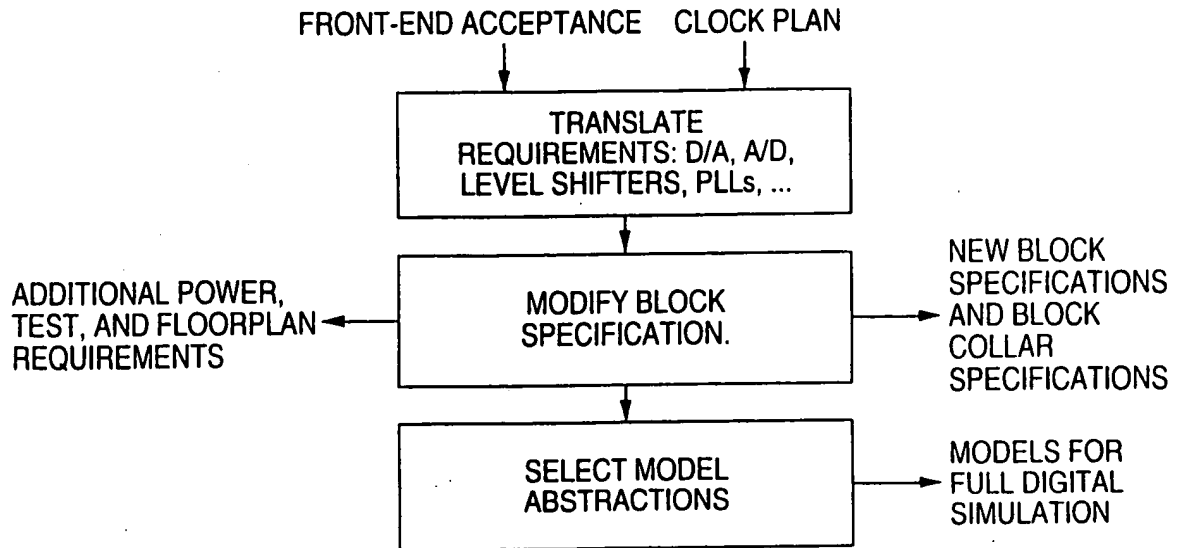 FRONT-END ACCEPTANCE CLOCK PLAN
TRANSLATE
REQUIREMENTS: D/A, A/D,
LEVEL SHIFTERS, PLLs, ...
ADDITIONAL POWER,
TEST, AND FLOORPLAN
REQUIREMENTS
MODIFY BLOCK
SPECIFICATION.
NEW BLOCK
SPECIFICATIONS
AND BLOCK
COLLAR
SPECIFICATIONS
SELECT MODEL
ABSTRACTIONS
MODELS FOR
FULL DIGITAL
SIMULATION